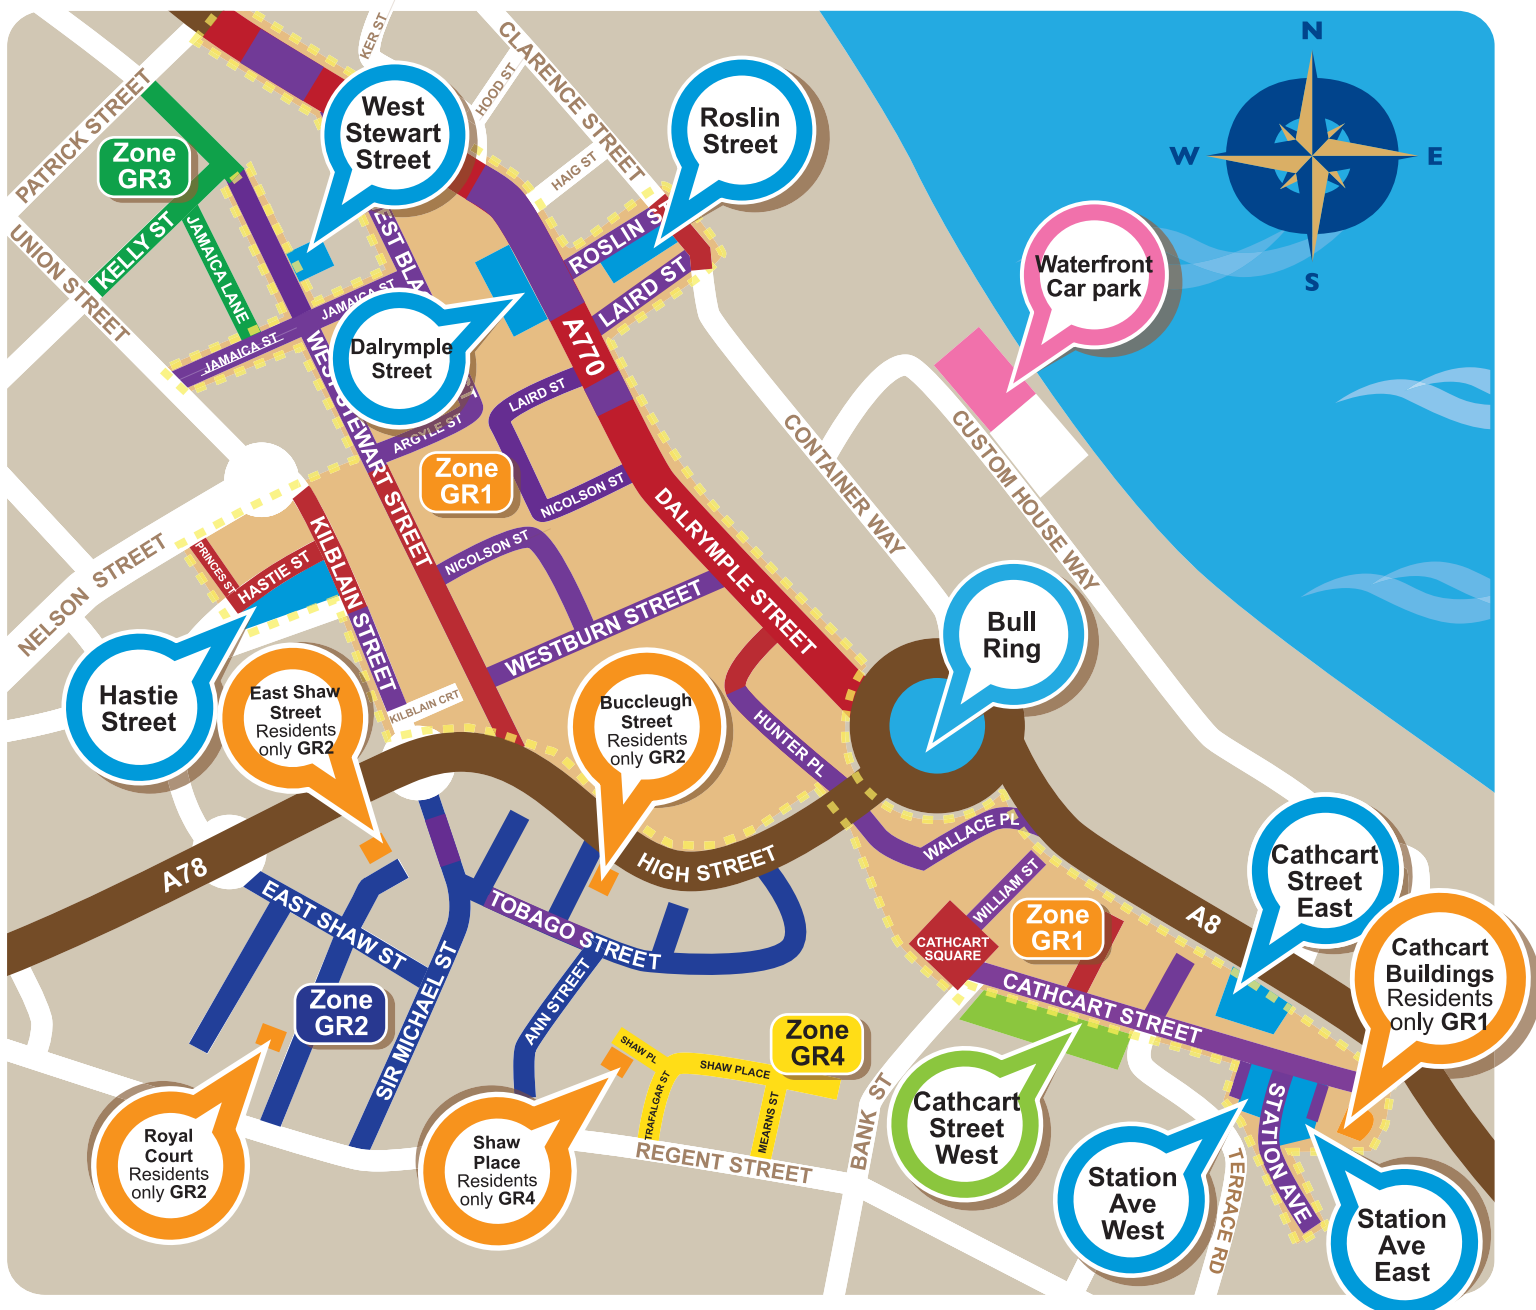 N
W
E
S
KER ST
CLARENCE STREET
HOOD ST
HAIG ST
PATRICK STREET
Zone
GR3
West
Stewart
Street
Roslin
Street
KELLY ST
JAMAICA LANE
UNION STREET
JAMAICA ST
JAMAICA ST
ROSLIN ST
LAIRD ST
Waterfront
Car park
Dalrymple
Street
A770
WEST STEWART STREET
LAIRD ST
ARGYLE ST
Zone
GR1
NICOLSON ST
NICOLSON ST
CONTAINER WAY
CUSTOM HOUSE WAY
DALRYMPLE STREET
NELSON STREET
PRINCES ST
HASTIE ST
KILBLAIN STREET
WESTBURN STREET
KILBLAIN CRT
Bull
Ring
Hastie
Street
East Shaw
Street
Residents
only GR2
Buccleugh
Street
Residents
only GR2
HUNTER PL
A78
HIGH STREET
WALLACE PL
WILLIAM ST
Zone
GR1
A8
Cathcart
Street
East
CATHCART
SQUARE
CATHCART STREET
Cathcart
Buildings
Residents
only GR1
EAST SHAW ST
TOBAGO STREET
ANN STREET
SIR MICHAEL ST
Zone
GR2
Zone
GR4
SHAW PL
SHAW PLACE
TRAFALGAR ST
MEARNS ST
REGENT STREET
BANK ST
Cathcart
Street
West
STATION AVE
Royal
Court
Residents
only GR2
Shaw
Place
Residents
only GR4
Station
Ave
West
TERRACE RD
Station
Ave
East